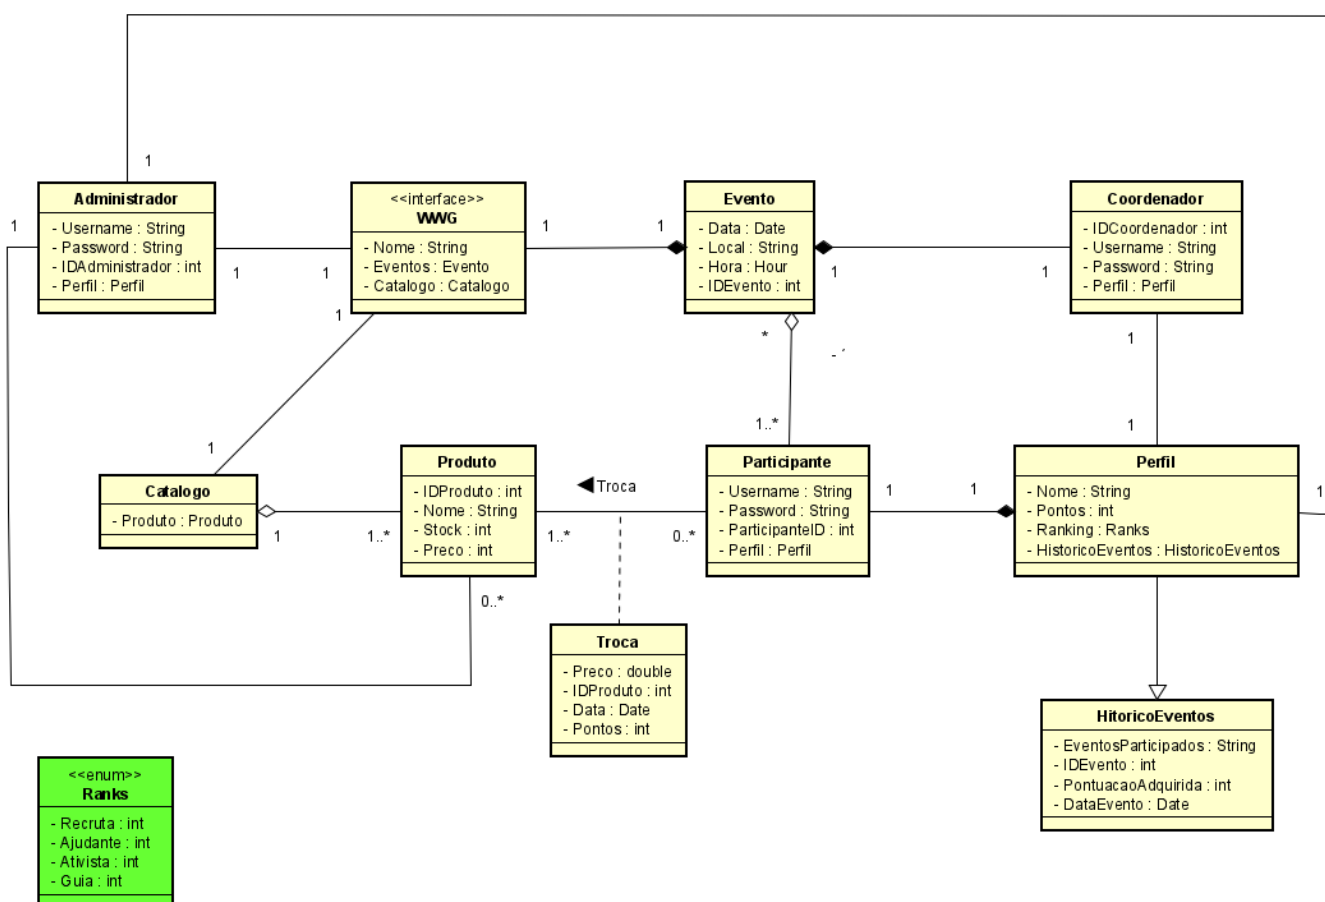 1
Administrador
- Username : String
- Password : String
- IDAdministrador : int
- Perfil : Perfil
1
1
1
<<interface>>
WWG
- Nome : String
- Eventos : Evento
- Catalogo : Catalogo
1
1
1
Evento
- Data : Date
- Local : String
- Hora : Hour
- IDEvento : int
1
1
Coordenador
- IDCoordenador : int
- Username : String
- Password : String
- Perfil : Perfil
*
1..*
1
1
1
Catalogo
- Produto : Produto
1
1..*
Produto
- IDProduto : int
- Nome : String
- Stock : int
- Preco : int
Troca
1..*
0..*
Participante
- Username : String
- Password : String
- ParticipanteID : int
- Perfil : Perfil
1
1
Perfil
- Nome : String
- Pontos : int
- Ranking : Ranks
- HistoricoEventos : HistoricoEventos
1
0..*
Troca
- Preco : double
- IDProduto : int
- Data : Date
- Pontos : int
HitoricoEventos
- EventosParticipados : String
- IDEvento : int
- PontuacaoAdquirida : int
- DataEvento : Date
<<enum>>
Ranks
- Recruta : int
- Ajudante : int
- Ativista : int
- Guia : int